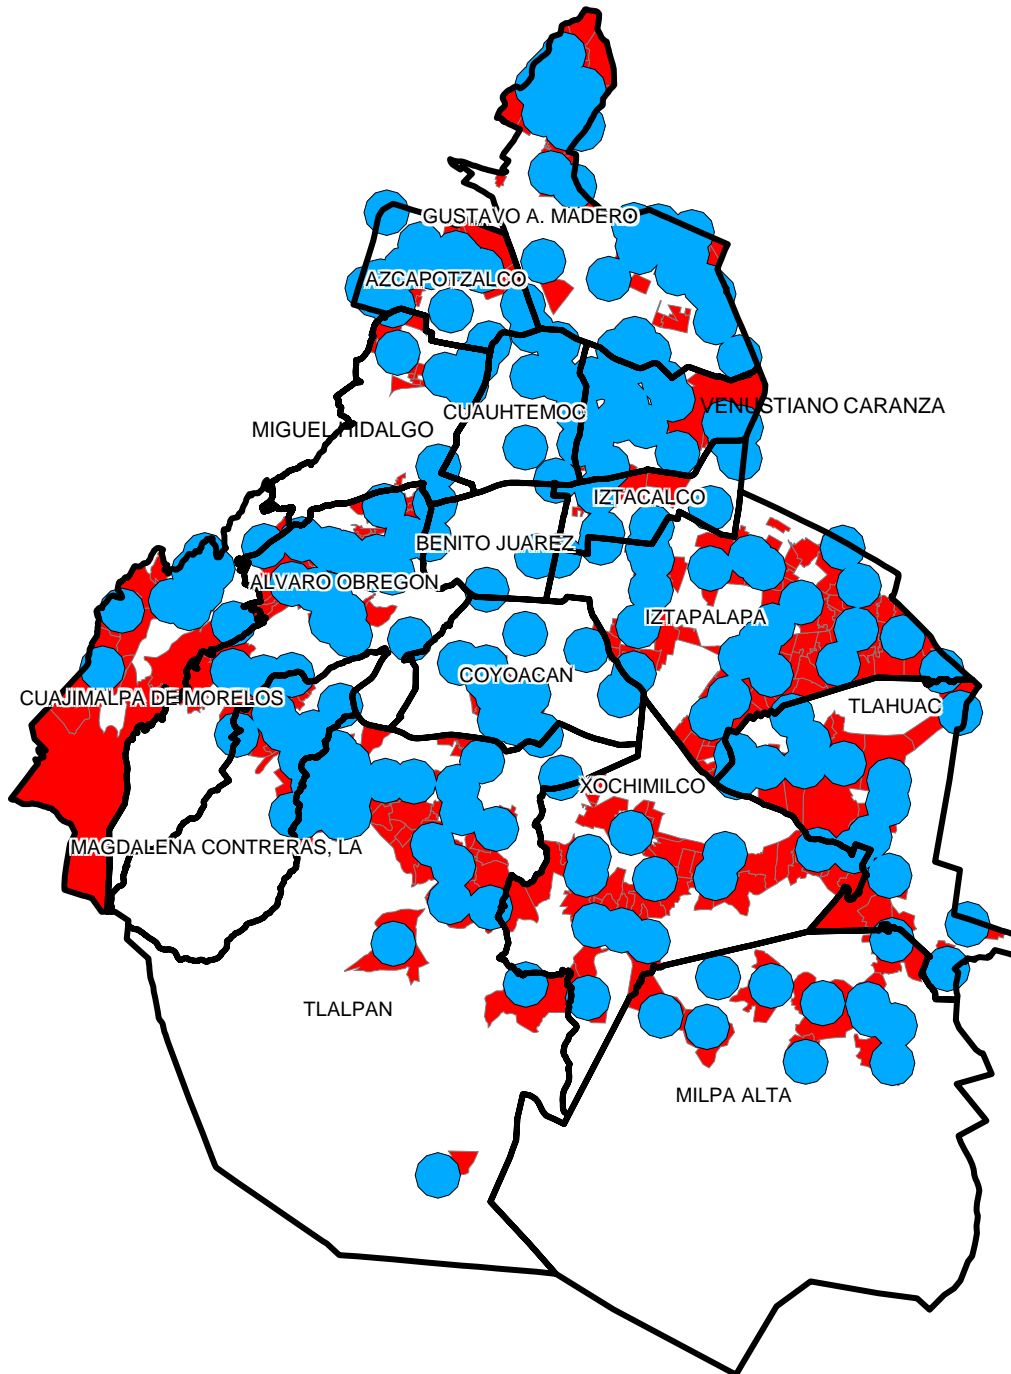 GUSTAVO A. MADERO
AZCAPOTZALCO
VENUSTIANO CARANZA
CUAUHTEMOC
MIGUEL HIDALGO
IZTACALCO
BENITO JUAREZ
ALVARO OBREGON
IZTAPALAPA
COYOACAN
CUAJIMALPA DE MORELOS
TLAHUAC
XOCHIMILCO
MAGDALENA CONTRERAS, LA
TLALPAN
MILPA ALTA